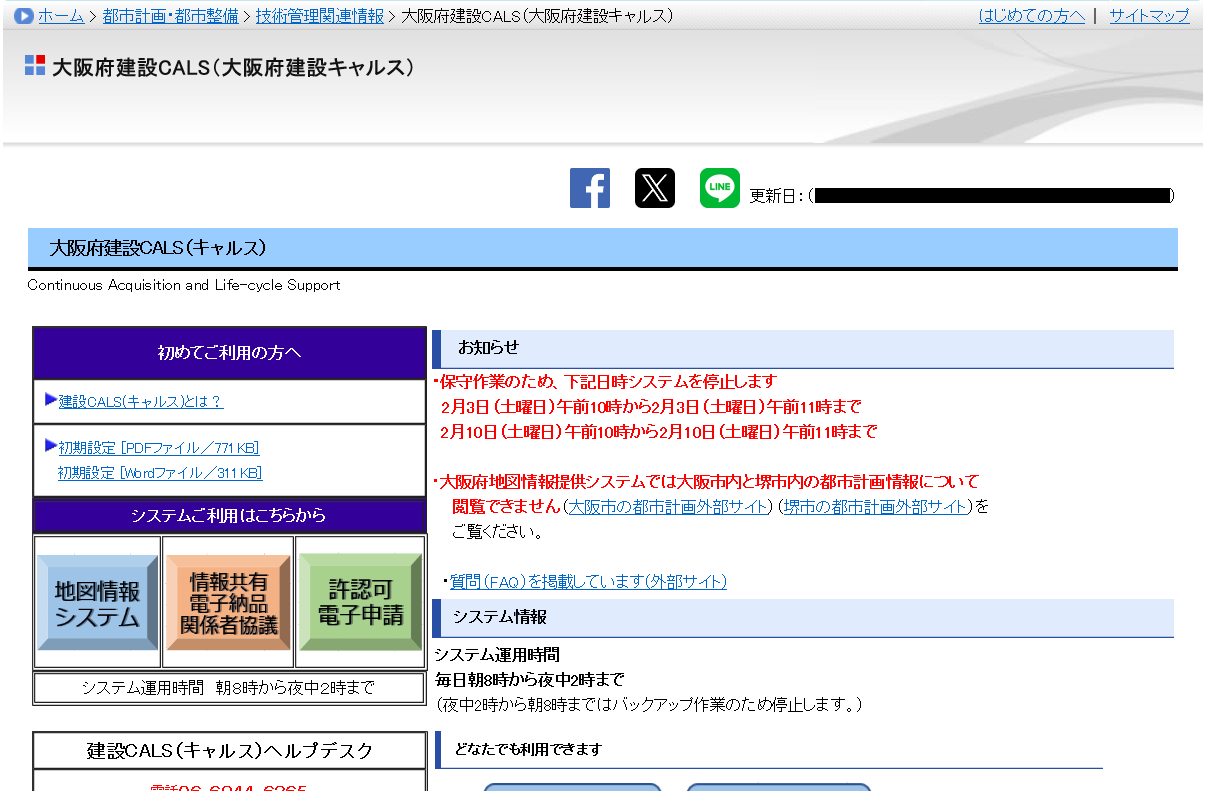 ホーム > 都市計画・都市整備 > 技術管理関連情報 > 大阪府建設CALS(大阪府建設キャルス)
はじめての方へ | サイトマップ
大阪府建設CALS(大阪府建設キャルス)
LINE
更新日:( )
大阪府建設CALS(キャルス)
Continuous Acquisition and Life-cycle Support
初めてご利用の方へ
建設CALS(キャルス)とは?
初期設定 [PDFファイル/771KB]
初期設定 [Wordファイル/311KB]
システムご利用はこちらから
地図情報
システム
情報共有
電子納品
関係者協議
許認可
電子申請
システム運用時間 朝8時から夜中2時まで
建設CALS(キャルス)ヘルプデスク
お知らせ
・保守作業のため、下記日時システムを停止します
2月3日(土曜日)午前10時から2月3日(土曜日)午前11時まで
2月10日(土曜日)午前10時から2月10日(土曜日)午前11時まで
・大阪府地図情報提供システムでは大阪市内と堺市内の都市計画情報について
閲覧できません(大阪市の都市計画外部サイト)(堺市の都市計画外部サイト)を
ご覧ください。
・質問(FAQ)を掲載しています(外部サイト)
システム情報
システム運用時間
毎日朝8時から夜中2時まで
(夜中2時から朝8時まではバックアップ作業のため停止します。)
どなたでも利用できます